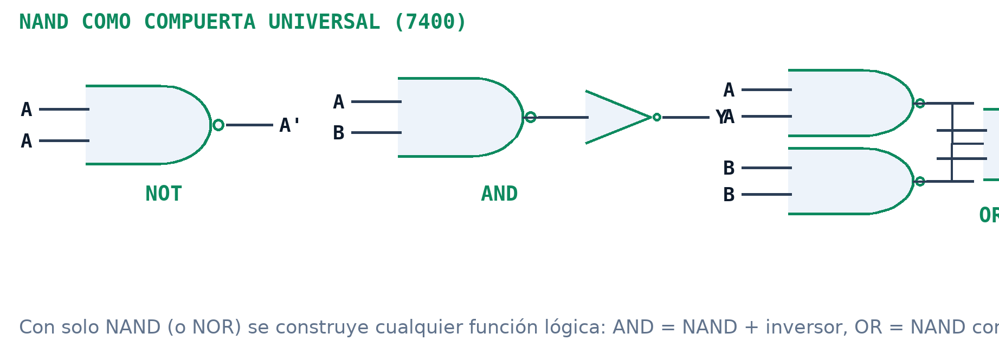 NAND COMO COMPUERTA UNIVERSAL (7400)
A
A
A'
NOT
A
B
Y
AND
A
A
B
B
OR
Con solo NAND (o NOR) se construye cualquier función lógica: AND = NAND + inversor, OR = NAND con